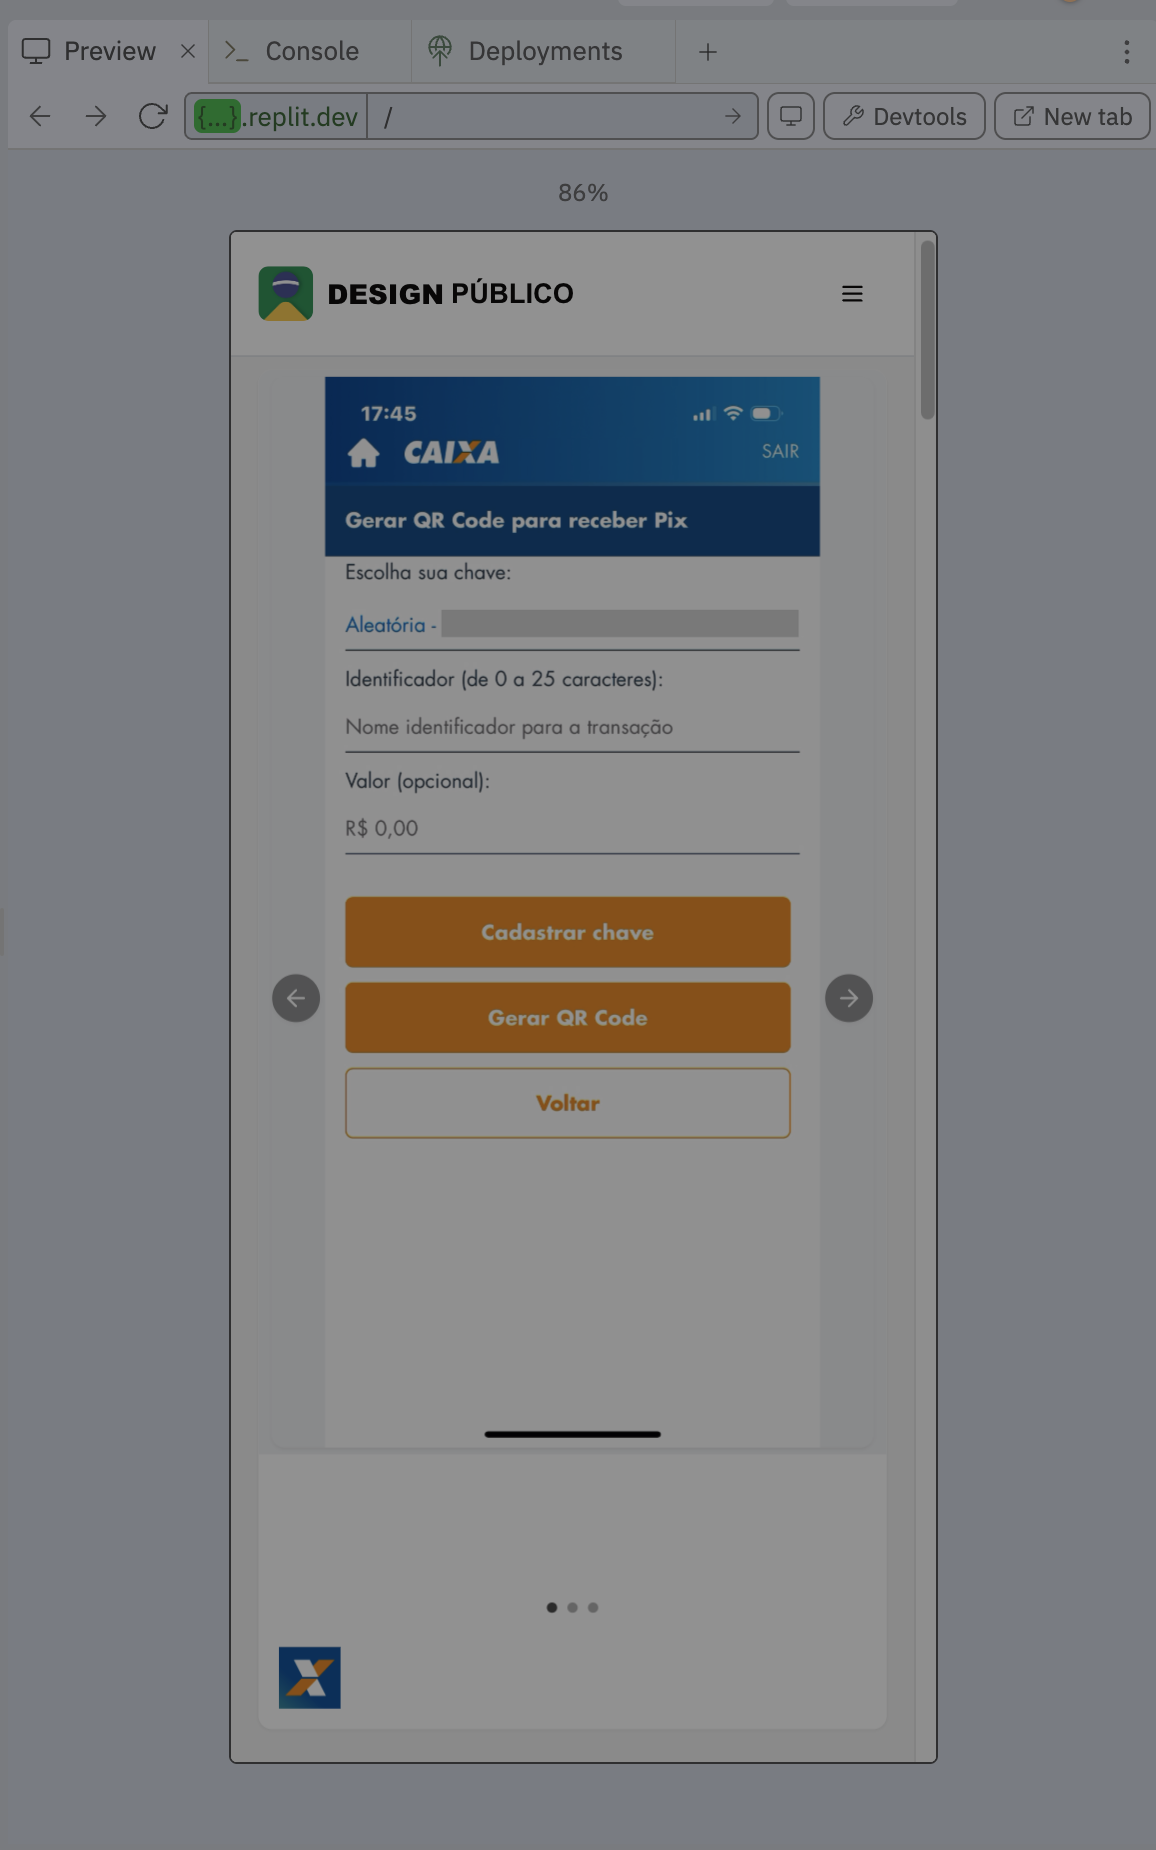 Preview
Console
Deployments
{...}.replit.dev /
Devtools
New tab
86%
DESIGN PÚBLICO
17:45
CAIXA
SAIR
Gerar QR Code para receber Pix
Escolha sua chave:
Aleatória -
Identificador (de 0 a 25 caracteres):
Nome identificador para a transação
Valor (opcional):
R$ 0,00
Cadastrar chave
Gerar QR Code
Voltar